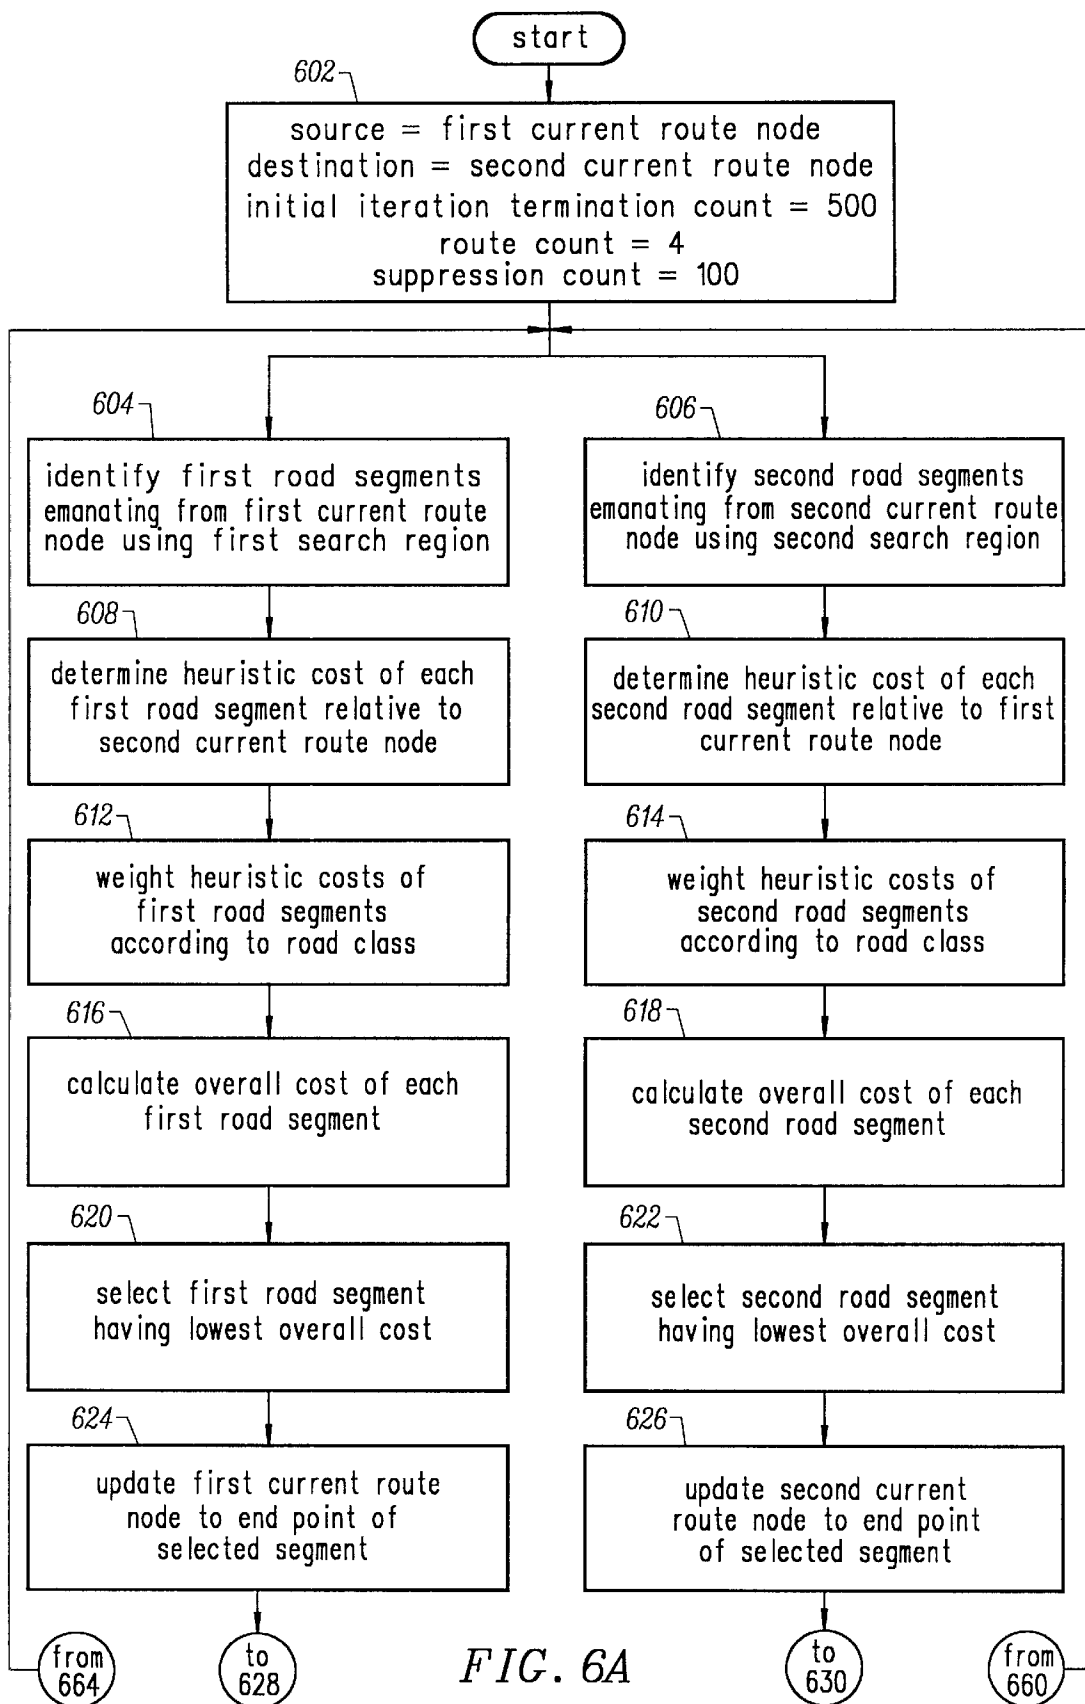 start
602
source = first current route node
destination = second current route node
initial iteration termination count = 500
route count = 4
suppression count = 100
604
identify first road segments
emanating from first current route
node using first search region
606
identify second road segments
emanating from second current route
node using second search region
608
determine heuristic cost of each
first road segment relative to
second current route node
610
determine heuristic cost of each
second road segment relative to first
current route node
612
weight heuristic costs of
first road segments
according to road class
614
weight heuristic costs of
second road segments
according to road class
616
calculate overall cost of each
first road segment
618
calculate overall cost of each
second road segment
620
select first road segment
having lowest overall cost
622
select second road segment
having lowest overall cost
624
update first current route
node to end point of
selected segment
626
update second current
route node to end point
of selected segment
from
664
to
628
FIG. 6A
to
630
from
660